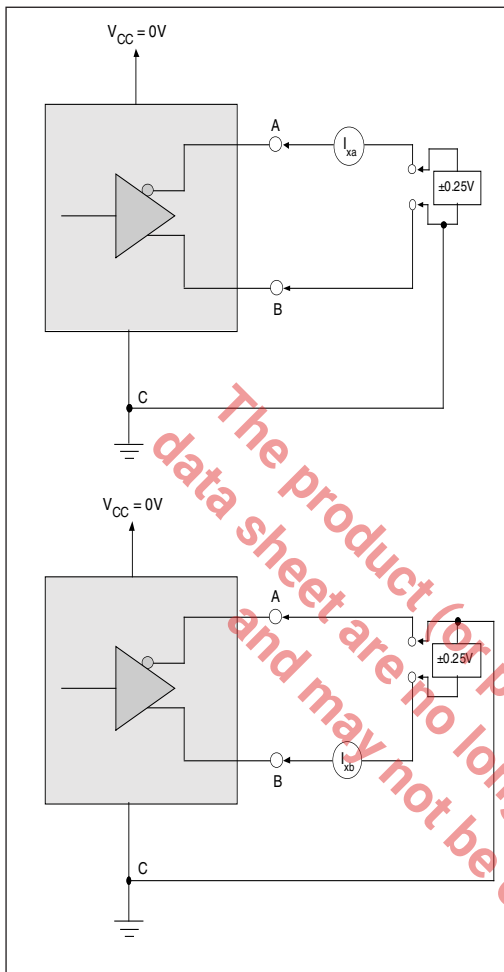 V_CC = 0V
A
I_xa
±0.25V
B
C
V_CC = 0V
A
±0.25V
I_xb
B
C
The product (or p
data sheet are no lon
and may not be